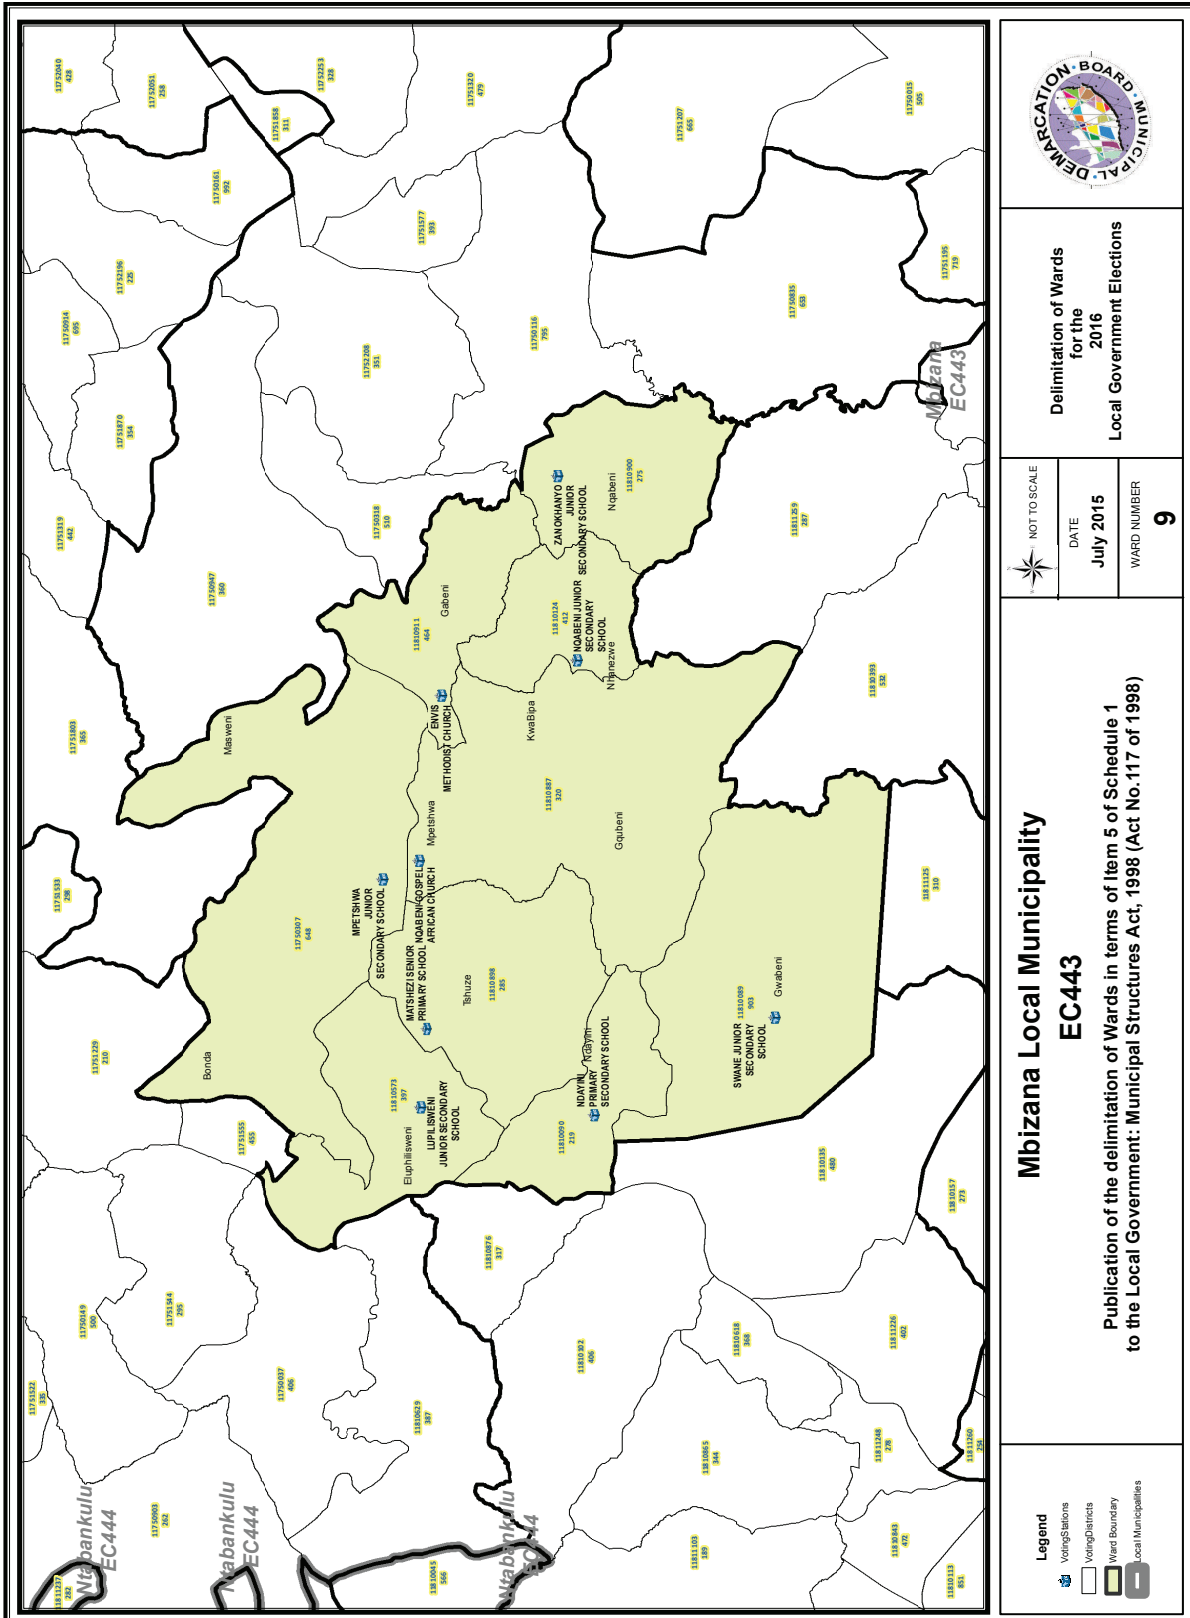 11752040
428
11752051
258
11752253
328
11751858
311
11751320
479
11751207
665
11750015
505
11750161
992
11752196
225
11750914
695
11751870
354
11751577
393
11752208
351
11750116
795
11750835
653
11751195
719
Mbizana
EC443
11751319
442
11750947
360
11750318
510
11751803
365
11751533
298
11751229
210
11751555
455
11811259
287
11810393
532
11811125
310
Masweni
11810911
464
Gabeni
ENVIS
METHODIST CHURCH
ZANOKHANYO
JUNIOR
SECONDARY SCHOOL
Nqabeni
11810900
275
11810124
412
NQABENI JUNIOR
SECONDARY
SCHOOL
Nhanezwe
KwaBipa
11810887
320
Gqubeni
Mpetshwa
11750307
648
MPETSHWA
JUNIOR
SECONDARY SCHOOL
NQABENI GOSPEL
AFRICAN CHURCH
MATSHEZI SENIOR
PRIMARY SCHOOL
Tshuze
11810898
285
Bonda
11810573
397
LUPILISWENI
JUNIOR SECONDARY
SCHOOL
Eluphilisweni
Ndayini
NDAYINI
PRIMARY
SECONDARY SCHOOL
11810090
219
SWANE JUNIOR
SECONDARY
SCHOOL
11810089
903
Gwabeni
11750149
500
11751544
295
11751522
335
11750037
406
11810629
387
11810876
317
11810102
406
11810135
480
11810157
273
11810618
368
11811226
402
11811248
278
11811260
254
11810865
344
11811103
189
11810843
472
11810113
851
11810045
566
11750903
262
11811237
282
Ntabankulu
EC444
Ntabankulu
EC444
Ntabankulu
EC444
Legend
VotingStations
VotingDistricts
Ward Boundary
Local Municipalities
Mbizana Local Municipality
EC443
Publication of the delimitation of Wards in terms of Item 5 of Schedule 1
to the Local Government: Municipal Structures Act, 1998 (Act No.117 of 1998)
NOT TO SCALE
DATE
July 2015
WARD NUMBER
9
Delimitation of Wards
for the
2016
Local Government Elections
MUNICIPAL · DEMARCATION · BOARD